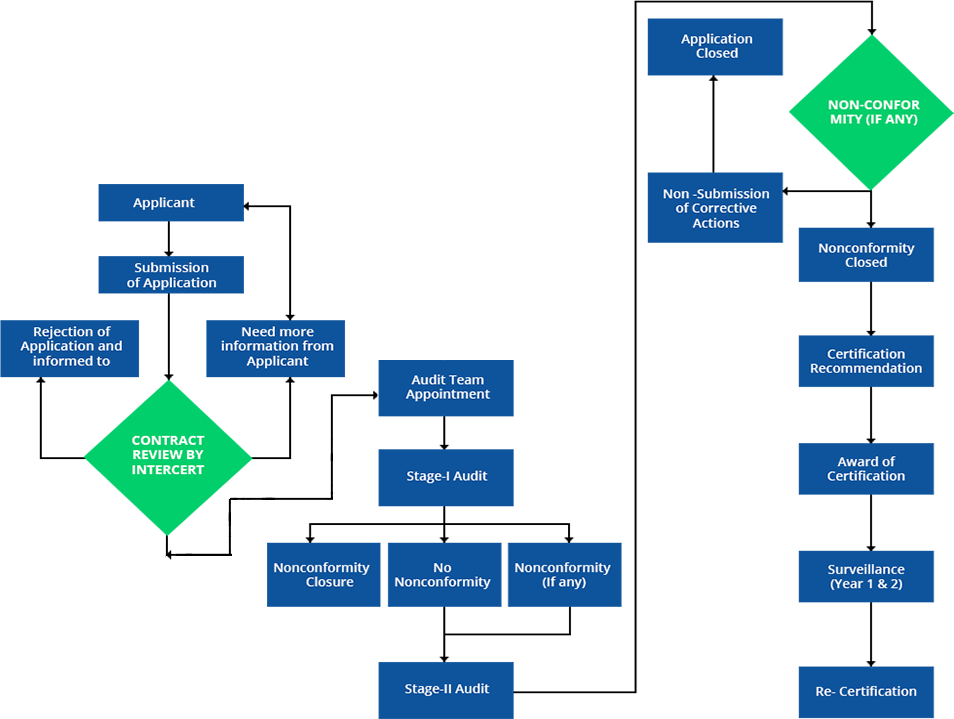 Applicant
Submission
of Application
Rejection of
Application and
informed to
Need more
information from
Applicant
CONTRACT
REVIEW BY
INTERCERT
Audit Team
Appointment
Stage-I Audit
Nonconformity
Closure
No
Nonconformity
Nonconformity
(If any)
Stage-II Audit
Application
Closed
NON-CONFOR
MITY (IF ANY)
Non -Submission
of Corrective
Actions
Nonconformity
Closed
Certification
Recommendation
Award of
Certification
Surveillance
(Year 1 & 2)
Re- Certification